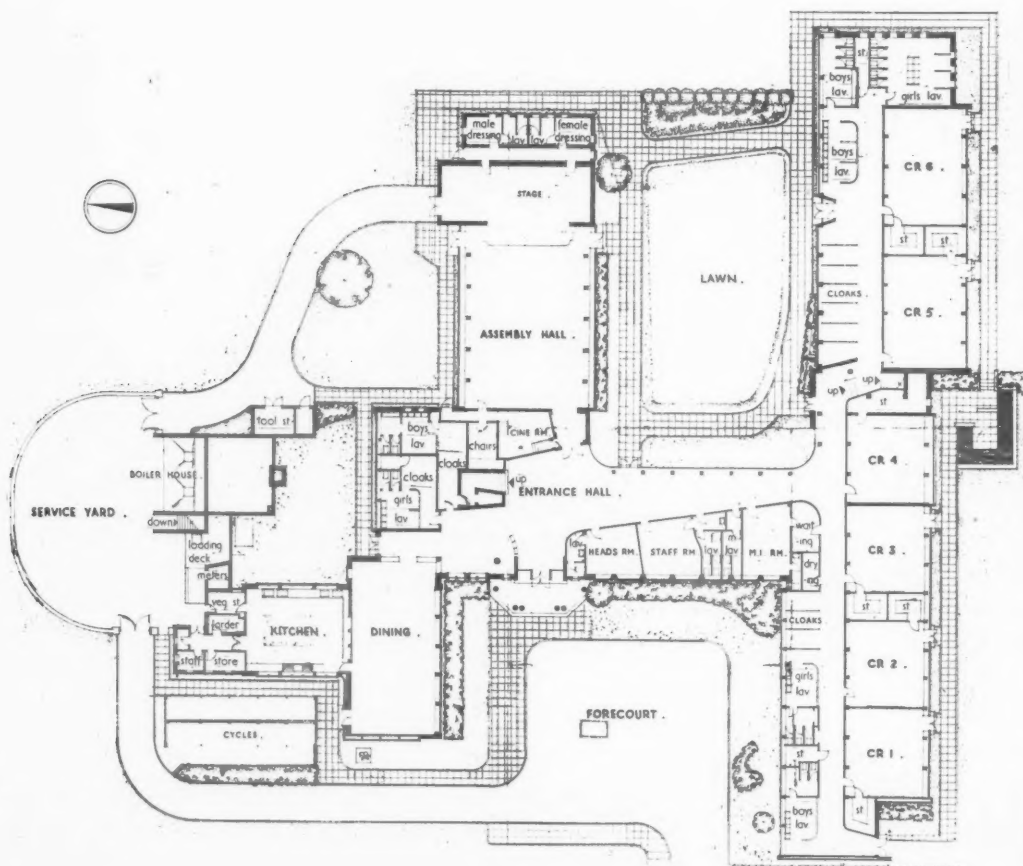 st.
boys
lav.
girls lav.
male
dressing
lav.
lav.
female
dressing
boys
lav
CR 6 .
STAGE .
st
st
LAWN .
CLOAKS .
CR 5 .
ASSEMBLY HALL .
up
up
st
tool st
boys
lav
chairs
CINE RM.
cloaks
CR 4
BOILER HOUSE .
cloaks
up
SERVICE YARD .
ENTRANCE HALL .
girls
lav
down
wait
-ing
loading
deck
lav
HEADS RM.
STAFF RM
f
lav
m
lav
M.I RM.
CR 3 .
dry
-ing
meters
veg st
st
st
larder
KITCHEN .
DINING .
CLOAKS
staff
store
CR 2 .
girls
lav
FORECOURT .
CYCLES .
st
CR 1 .
boys
lav
st